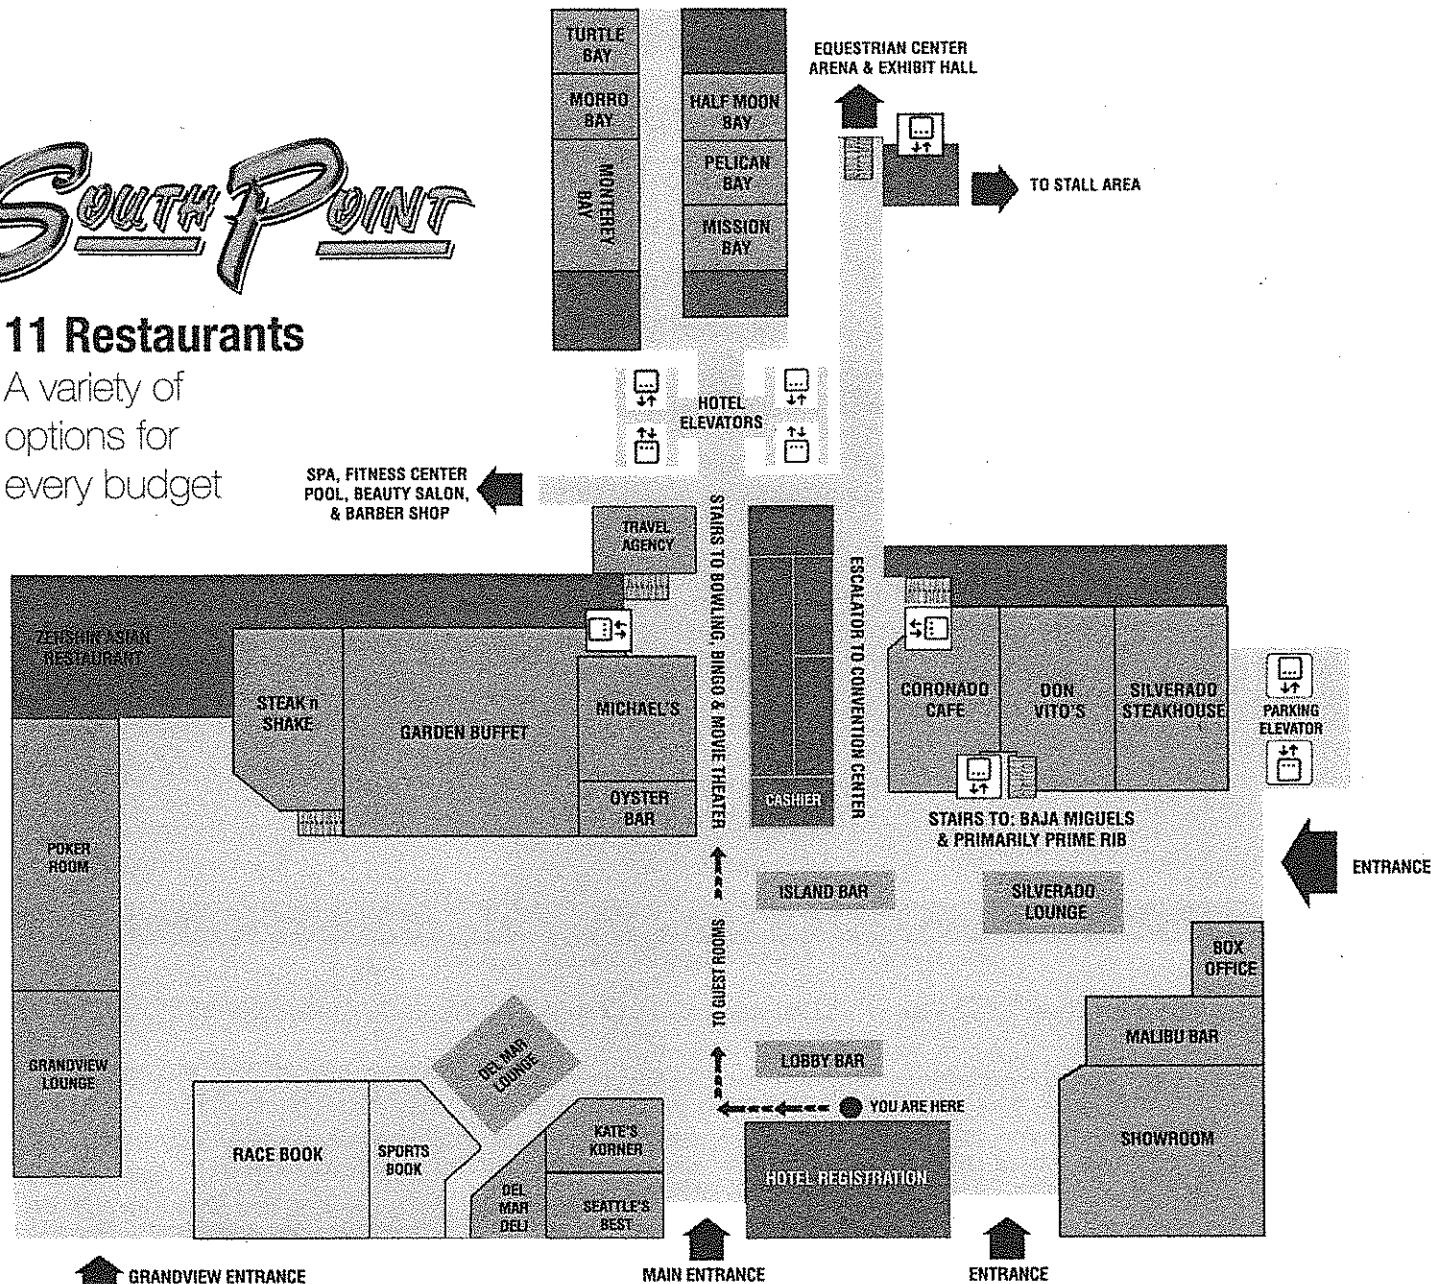 SOUTH POINT
11 Restaurants
A variety of
options for
every budget
TURTLE
BAY
MORRO
BAY
MONTEREY
BAY
HALF MOON
BAY
PELICAN
BAY
MISSION
BAY
EQUESTRIAN CENTER
ARENA & EXHIBIT HALL
TO STALL AREA
HOTEL
ELEVATORS
SPA, FITNESS CENTER
POOL, BEAUTY SALON,
& BARBER SHOP
TRAVEL
AGENCY
STAIRS TO BOWLING, BINGO & MOVIE THEATER
ESCALATOR TO CONVENTION CENTER
ZENSHIN ASIAN
RESTAURANT
STEAK n
SHAKE
GARDEN BUFFET
MICHAEL'S
OYSTER
BAR
CASHIER
CORONADO
CAFE
DON
VITO'S
SILVERADO
STEAKHOUSE
PARKING
ELEVATOR
STAIRS TO: BAJA MIGUELS
& PRIMARILY PRIME RIB
POKER
ROOM
ENTRANCE
ISLAND BAR
SILVERADO
LOUNGE
TO GUEST ROOMS
BOX
OFFICE
MALIBU BAR
GRANDVIEW
LOUNGE
DEL MAR
LOUNGE
LOBBY BAR
YOU ARE HERE
RACE BOOK
SPORTS
BOOK
KATE'S
KORNER
DEL
MAR
DELI
SEATTLE'S
BEST
HOTEL REGISTRATION
SHOWROOM
GRANDVIEW ENTRANCE
MAIN ENTRANCE
ENTRANCE